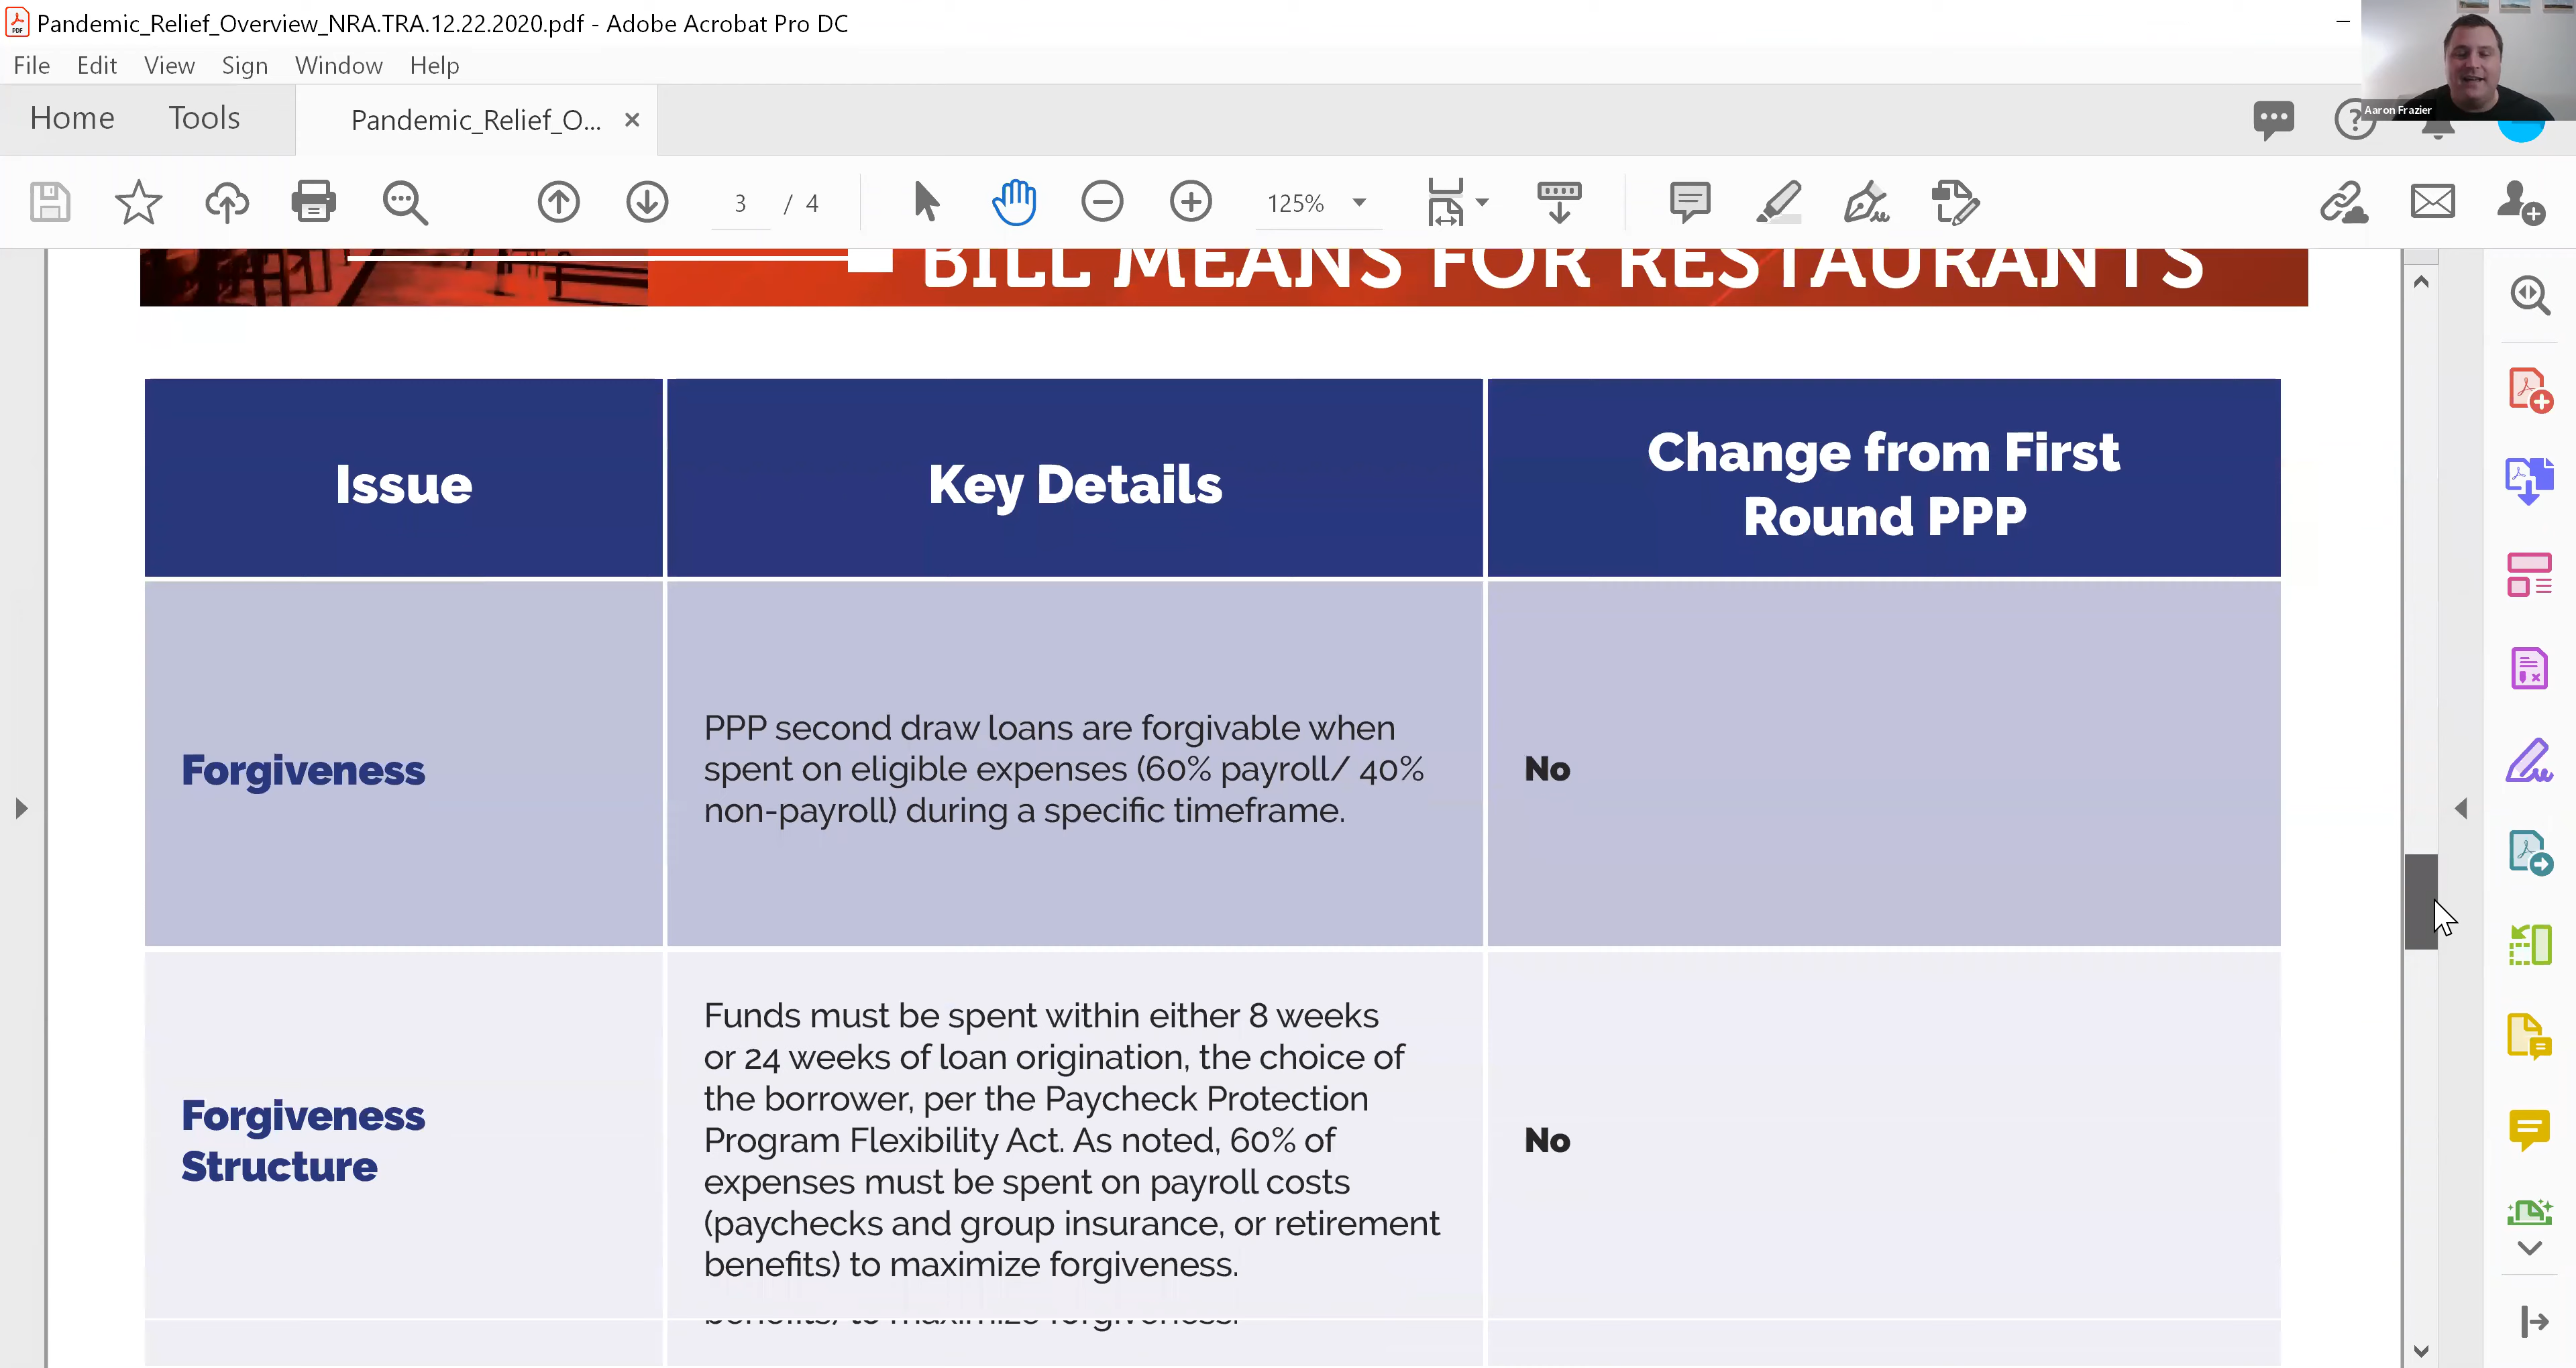 Pandemic_Relief_Overview_NRA.TRA.12.22.2020.pdf - Adobe Acrobat Pro DC
File Edit View Sign Window Help
Aaron Frazier
Home Tools Pandemic_Relief_O... ×
3 / 4 125%
BILL MEANS FOR RESTAURANTS
Issue
Key Details
Change from First
Round PPP
Forgiveness
PPP second draw loans are forgivable when
spent on eligible expenses (60% payroll/ 40%
non-payroll) during a specific timeframe.
No
Forgiveness
Structure
Funds must be spent within either 8 weeks
or 24 weeks of loan origination, the choice of
the borrower, per the Paycheck Protection
Program Flexibility Act. As noted, 60% of
expenses must be spent on payroll costs
(paychecks and group insurance, or retirement
benefits) to maximize forgiveness.
No
benefits) to maximize forgiveness.